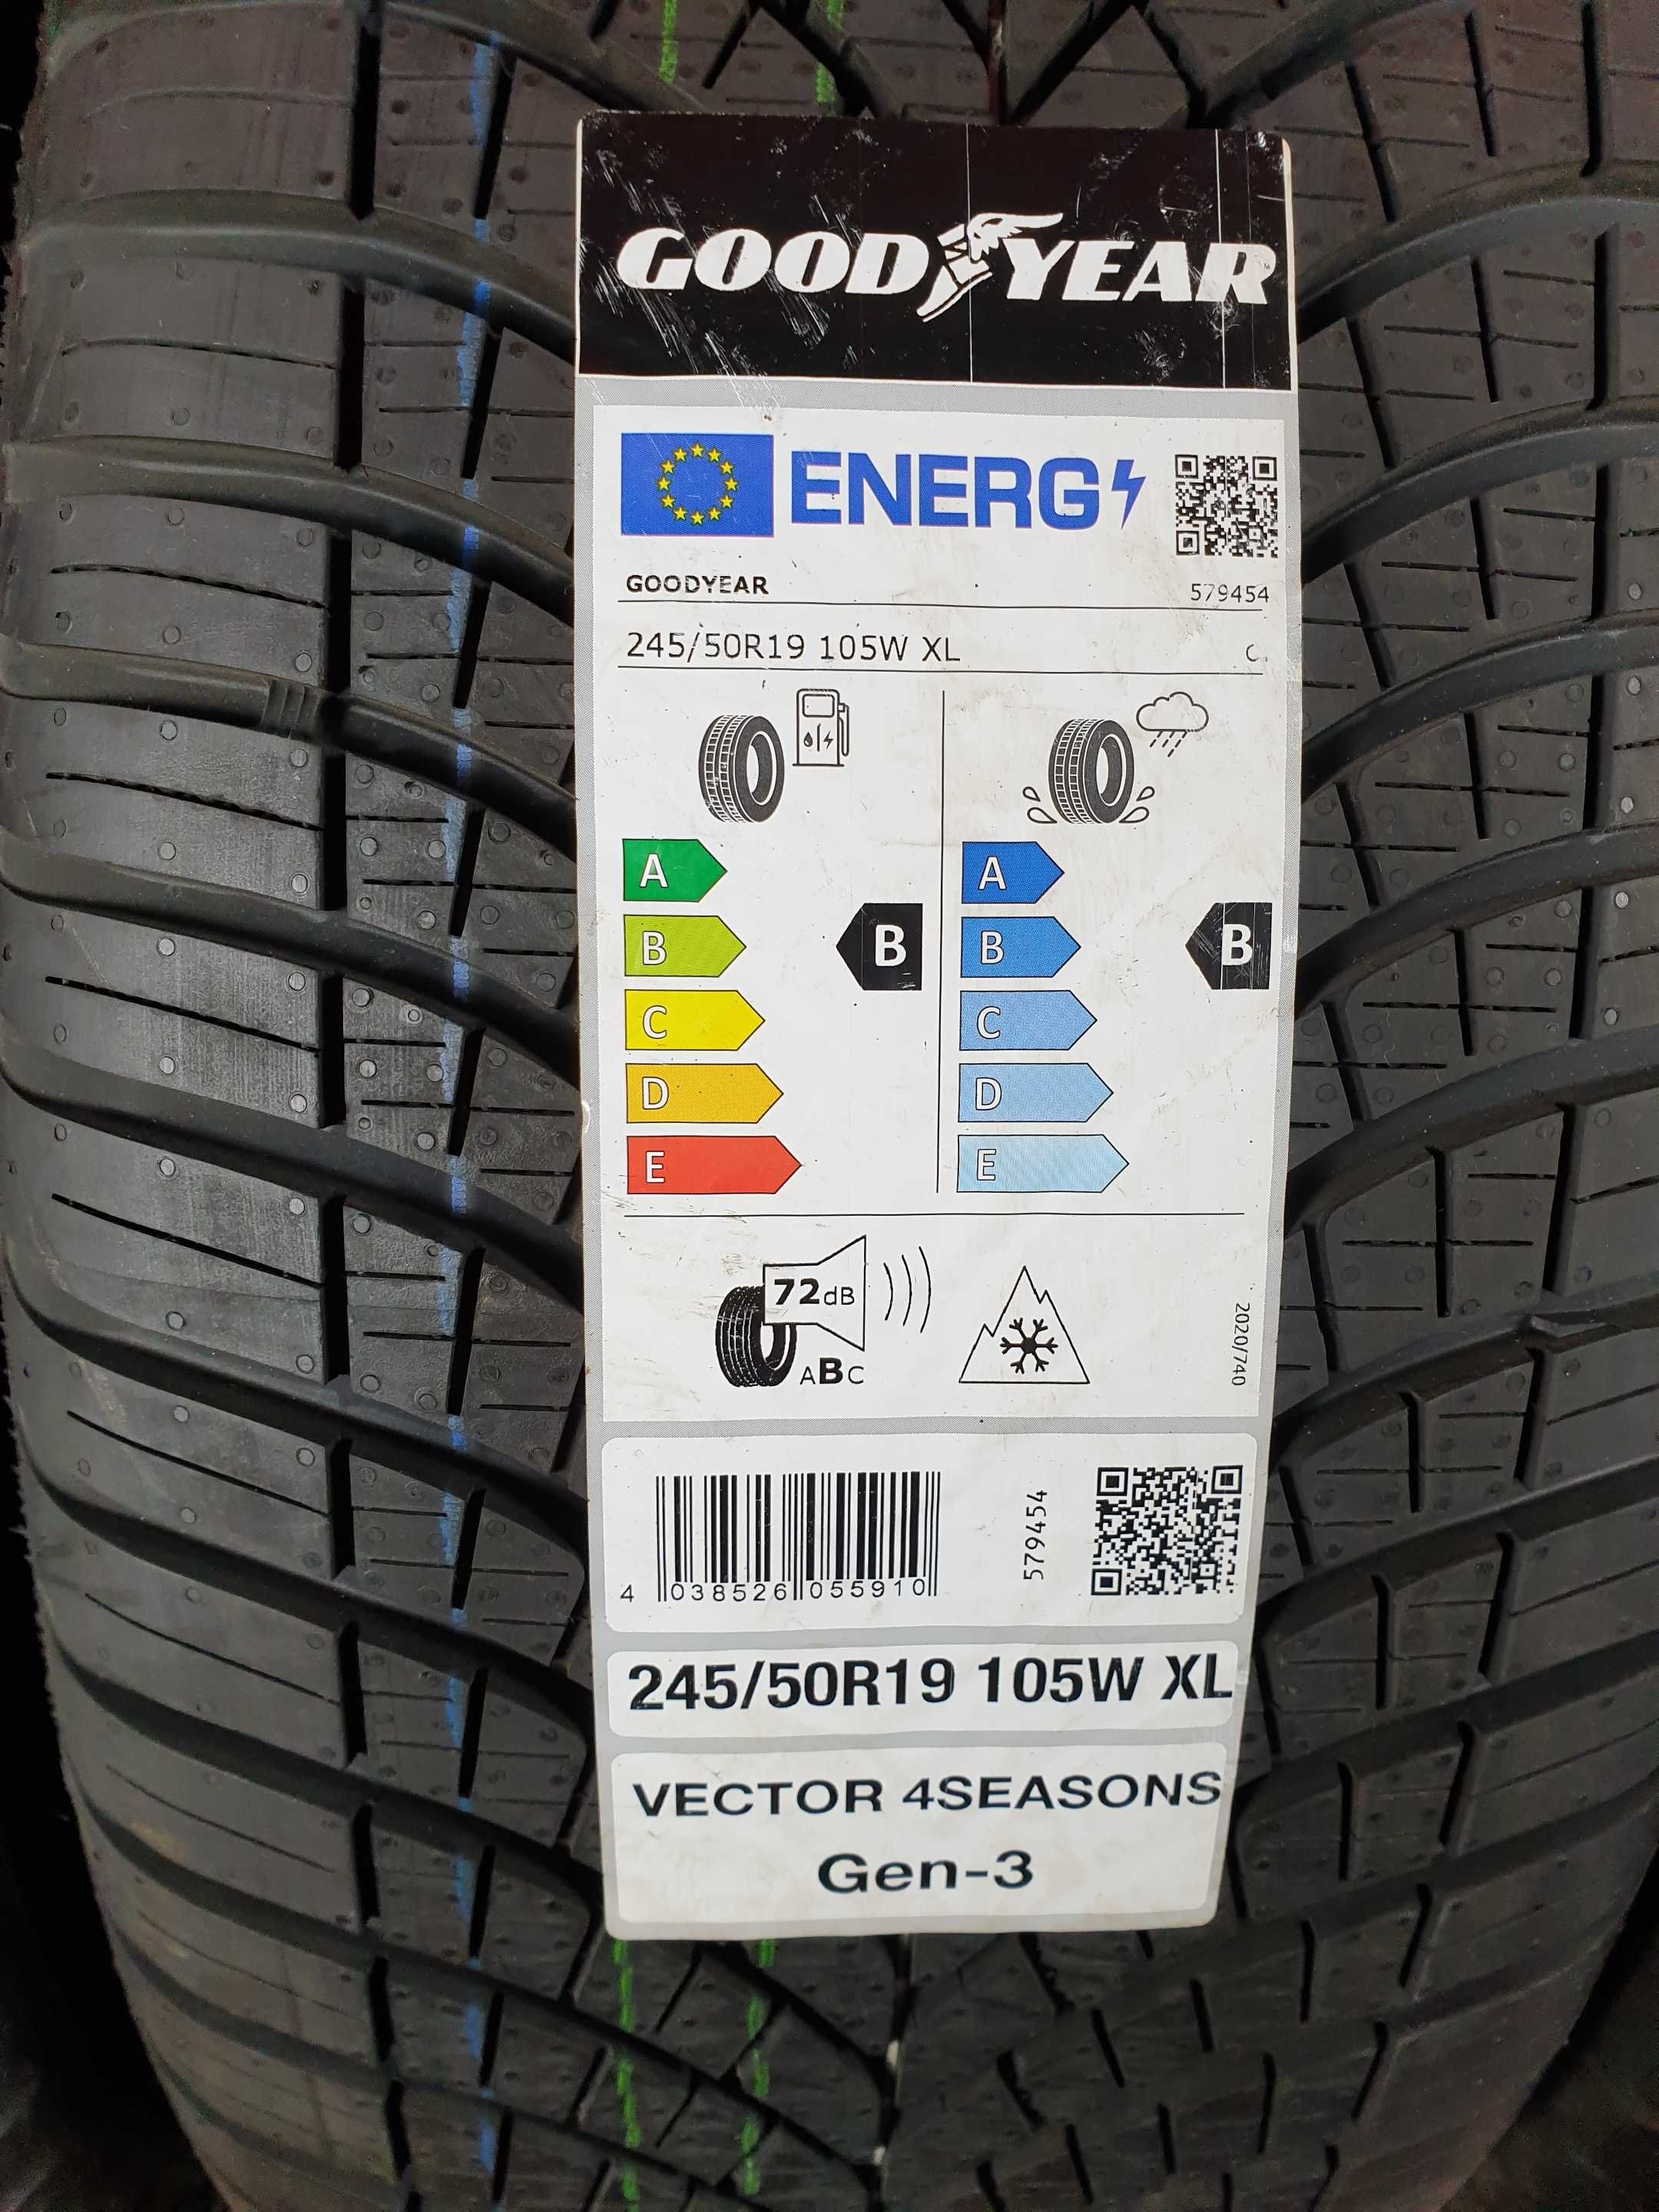 GOODYEAR
ENERG
GOODYEAR 579454
245/50R19 105W XL
A A
B B B B
C C
D D
E E
72dB
ABC
2020/740
579454
4 038526 055910
245/50R19 105W XL
VECTOR 4SEASONS
Gen-3